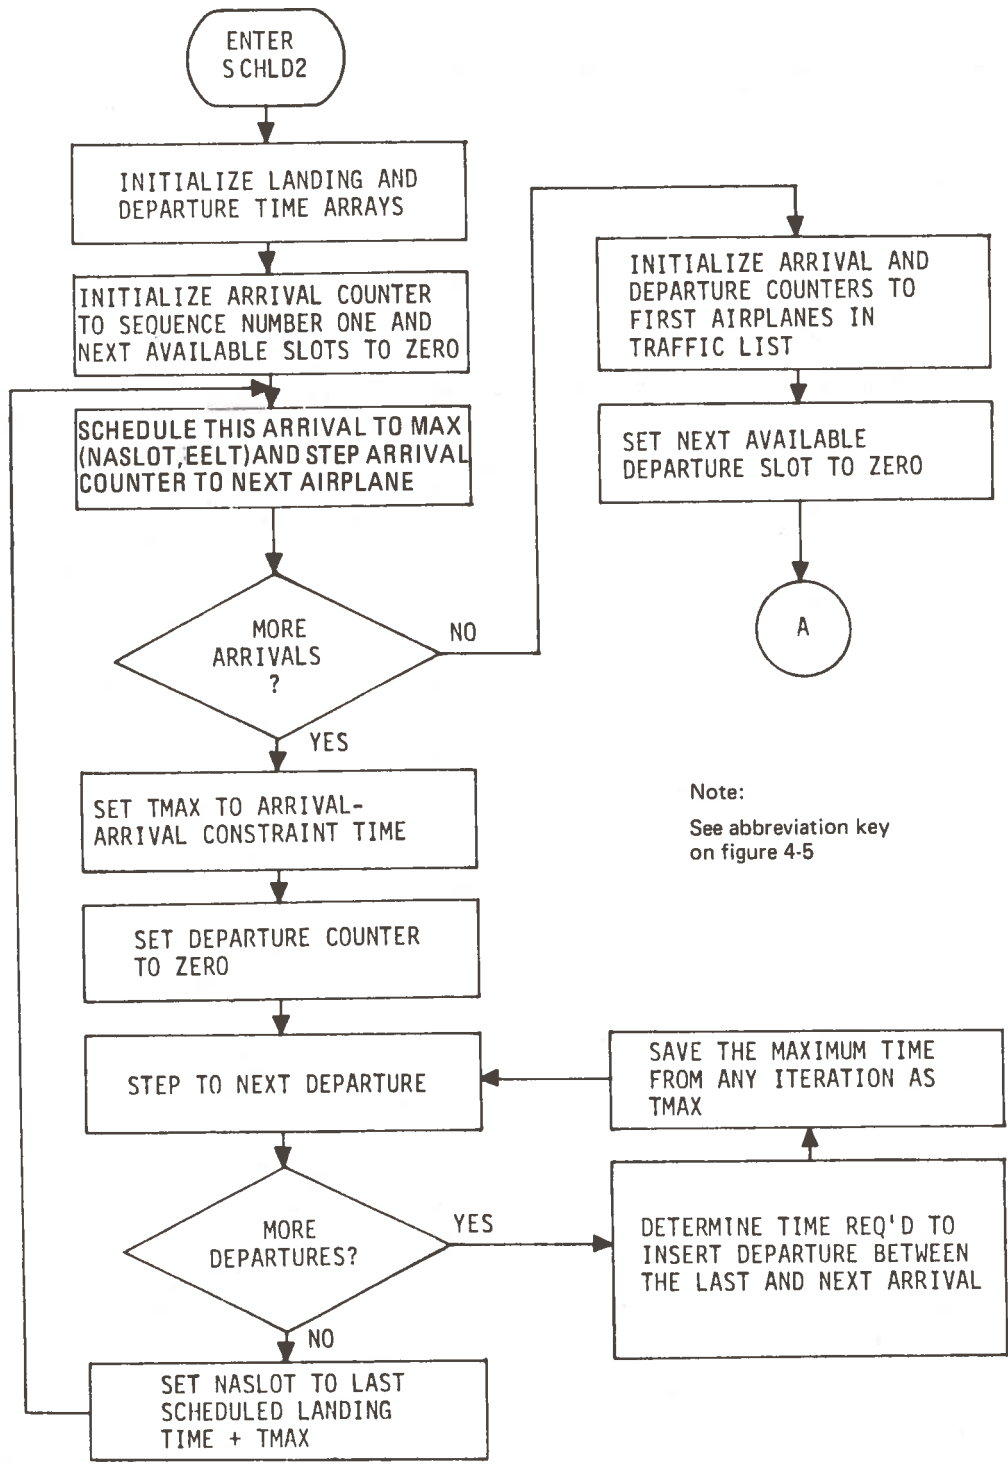 ENTER
SCHLD2
INITIALIZE LANDING AND
DEPARTURE TIME ARRAYS
INITIALIZE ARRIVAL COUNTER
TO SEQUENCE NUMBER ONE AND
NEXT AVAILABLE SLOTS TO ZERO
SCHEDULE THIS ARRIVAL TO MAX
(NASLOT,EELT)AND STEP ARRIVAL
COUNTER TO NEXT AIRPLANE
MORE
ARRIVALS
?
NO
YES
SET TMAX TO ARRIVAL-
ARRIVAL CONSTRAINT TIME
SET DEPARTURE COUNTER
TO ZERO
STEP TO NEXT DEPARTURE
MORE
DEPARTURES?
YES
NO
SET NASLOT TO LAST
SCHEDULED LANDING
TIME + TMAX
DETERMINE TIME REQ'D TO
INSERT DEPARTURE BETWEEN
THE LAST AND NEXT ARRIVAL
SAVE THE MAXIMUM TIME
FROM ANY ITERATION AS
TMAX
INITIALIZE ARRIVAL AND
DEPARTURE COUNTERS TO
FIRST AIRPLANES IN
TRAFFIC LIST
SET NEXT AVAILABLE
DEPARTURE SLOT TO ZERO
A
Note:
See abbreviation key
on figure 4-5